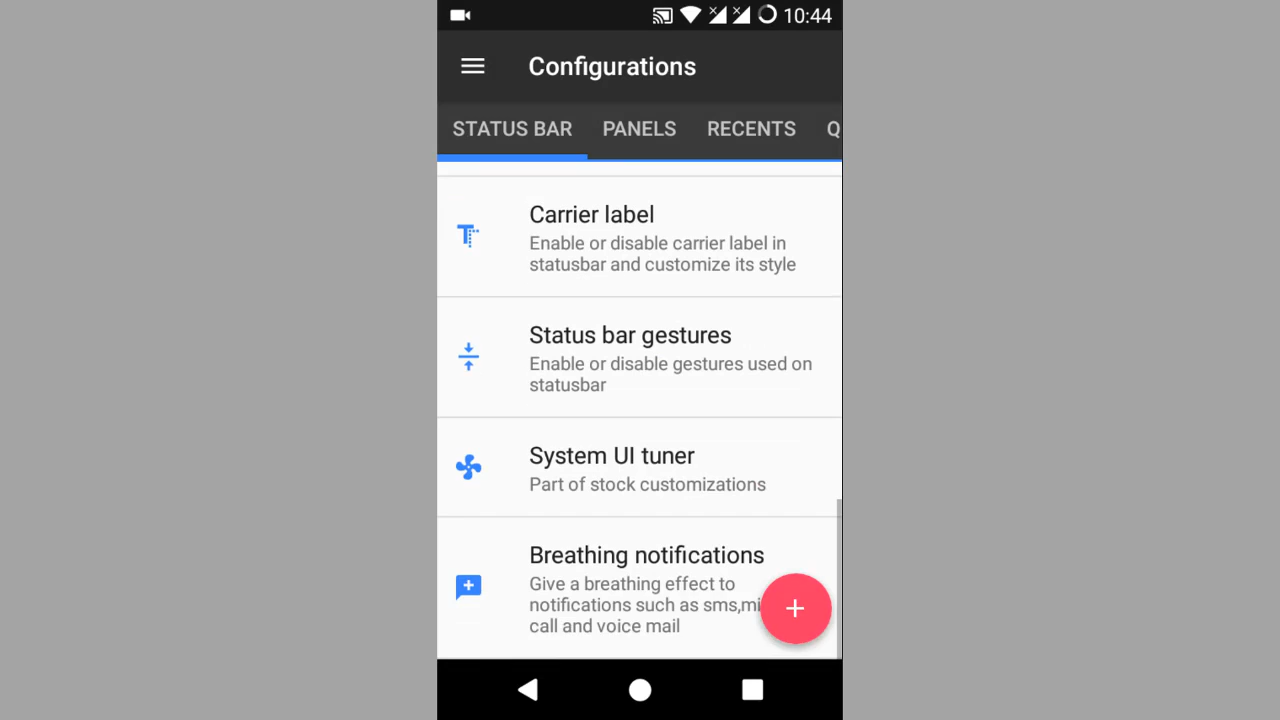 10:44
Configurations
STATUS BAR PANELS RECENTS Q
Carrier label
Enable or disable carrier label in
statusbar and customize its style
Status bar gestures
Enable or disable gestures used on
statusbar
System UI tuner
Part of stock customizations
Breathing notifications
Give a breathing effect to
notifications such as sms,mi
call and voice mail